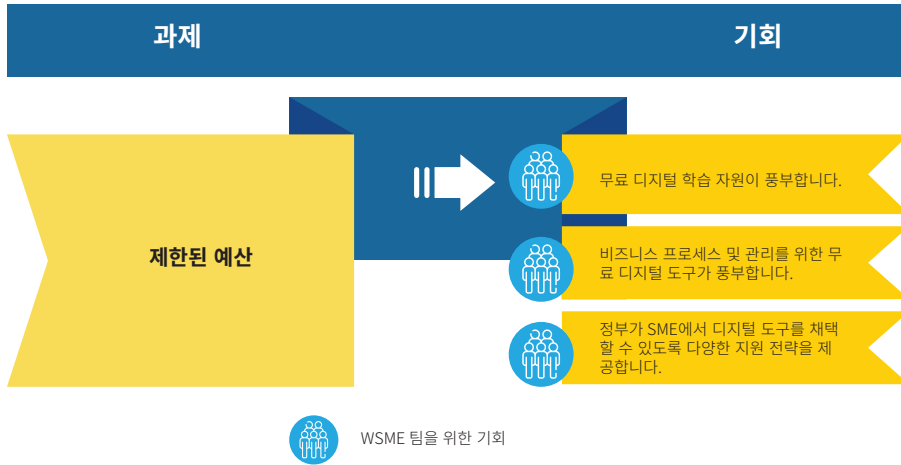 과제
기회
제한된 예산
무료 디지털 학습 자원이 풍부합니다.
비즈니스 프로세스 및 관리를 위한 무
료 디지털 도구가 풍부합니다.
정부가 SME에서 디지털 도구를 채택
할 수 있도록 다양한 지원 전략을 제
공합니다.
WSME 팀을 위한 기회